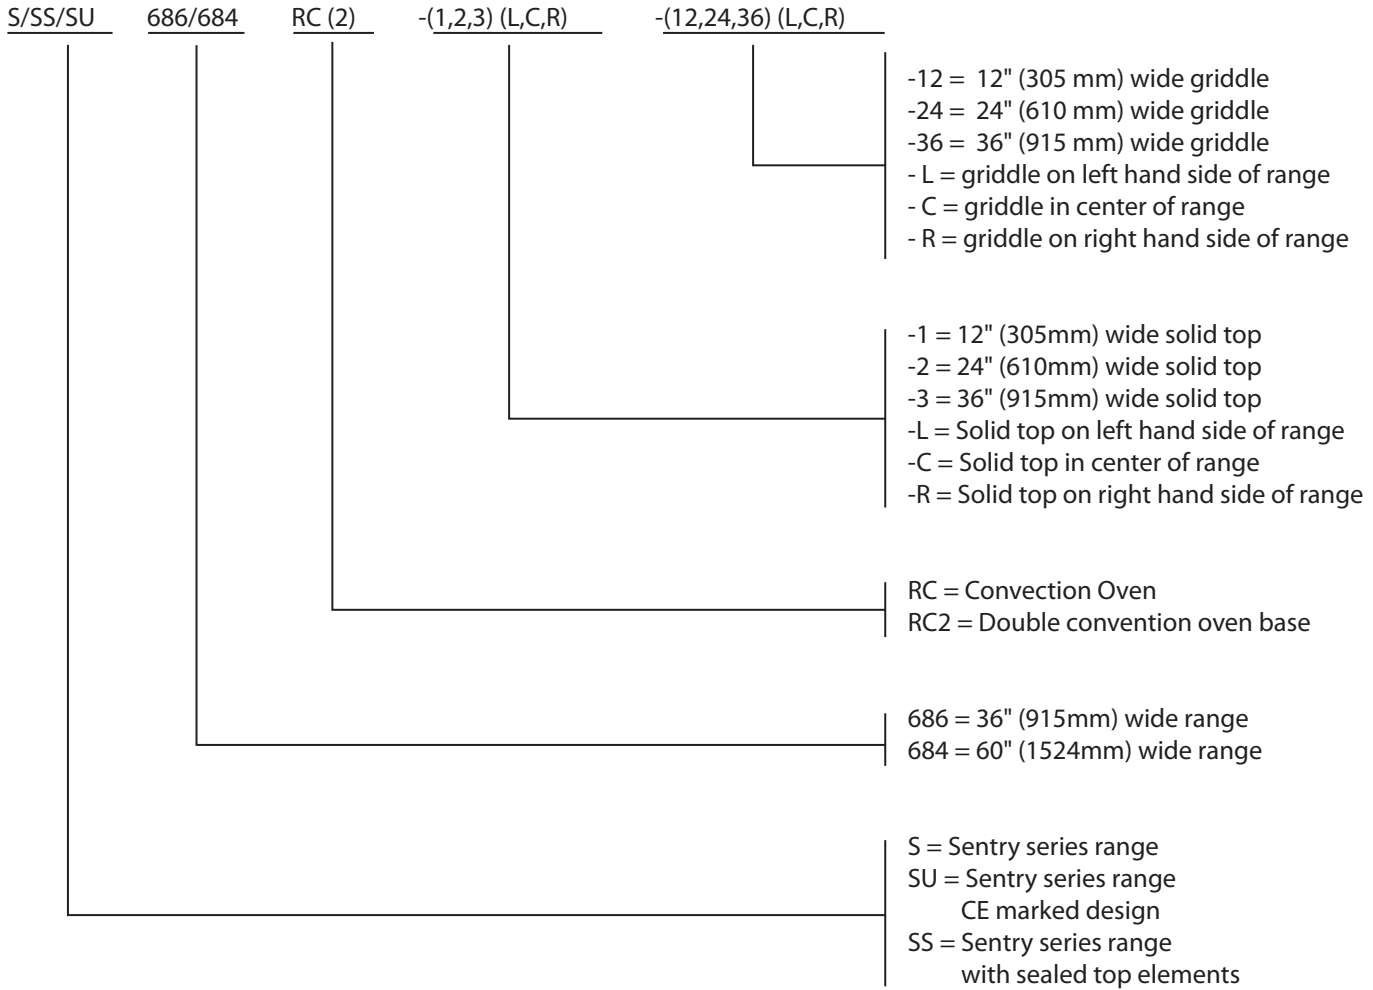 S/SS/SU 686/684 RC (2) -(1,2,3) (L,C,R) -(12,24,36) (L,C,R)
-12 = 12" (305 mm) wide griddle
-24 = 24" (610 mm) wide griddle
-36 = 36" (915 mm) wide griddle
- L = griddle on left hand side of range
- C = griddle in center of range
- R = griddle on right hand side of range
-1 = 12" (305mm) wide solid top
-2 = 24" (610mm) wide solid top
-3 = 36" (915mm) wide solid top
-L = Solid top on left hand side of range
-C = Solid top in center of range
-R = Solid top on right hand side of range
RC = Convection Oven
RC2 = Double convention oven base
686 = 36" (915mm) wide range
684 = 60" (1524mm) wide range
S = Sentry series range
SU = Sentry series range
CE marked design
SS = Sentry series range
with sealed top elements